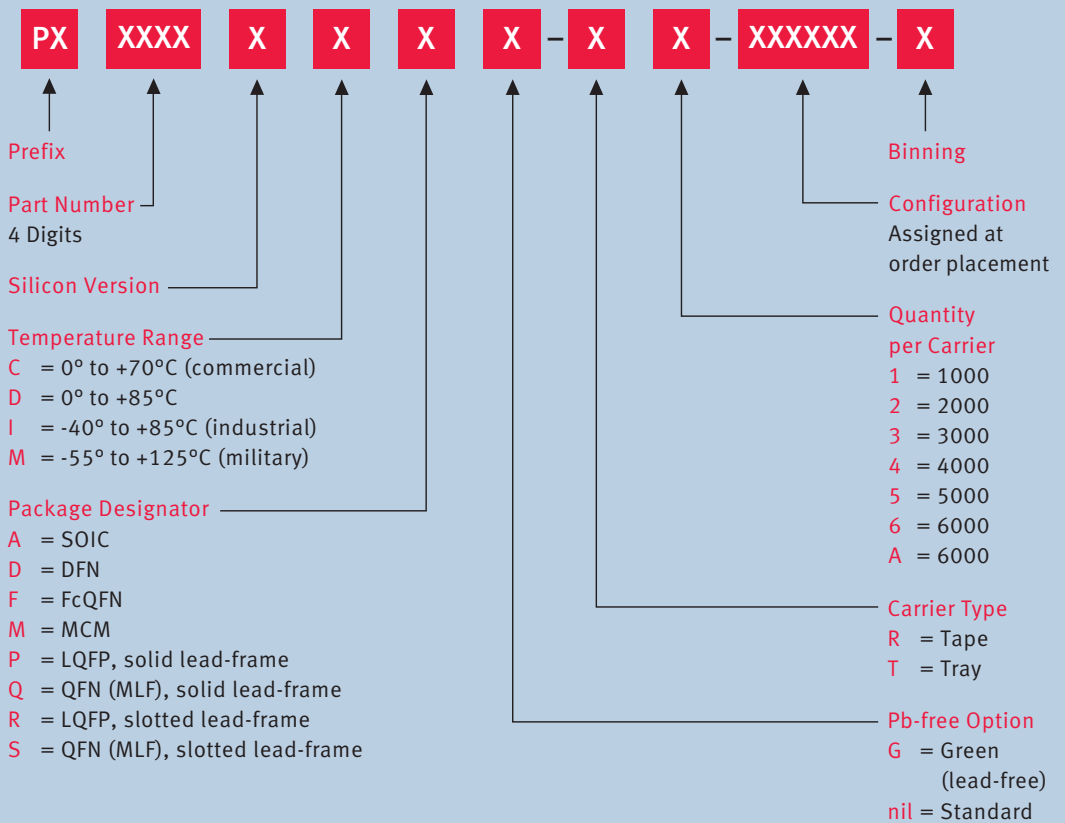 PX XXXX X X X X – X X – XXXXXX – X
Prefix
Part Number
4 Digits
Silicon Version
Temperature Range
C = 0° to +70°C (commercial)
D = 0° to +85°C
I = -40° to +85°C (industrial)
M = -55° to +125°C (military)
Package Designator
A = SOIC
D = DFN
F = FcQFN
M = MCM
P = LQFP, solid lead-frame
Q = QFN (MLF), solid lead-frame
R = LQFP, slotted lead-frame
S = QFN (MLF), slotted lead-frame
Binning
Configuration
Assigned at
order placement
Quantity
per Carrier
1 = 1000
2 = 2000
3 = 3000
4 = 4000
5 = 5000
6 = 6000
A = 6000
Carrier Type
R = Tape
T = Tray
Pb-free Option
G = Green
(lead-free)
nil = Standard